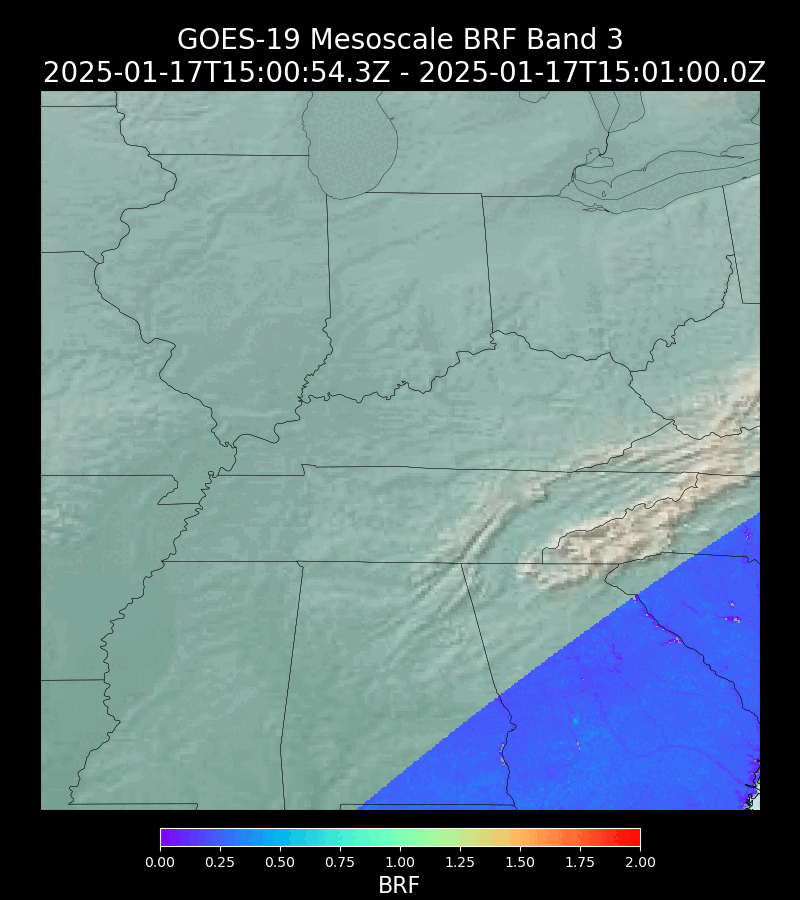 GOES-19 Mesoscale BRF Band 3
2025-01-17T15:00:54.3Z - 2025-01-17T15:01:00.0Z
0.00 0.25 0.50 0.75 1.00 1.25 1.50 1.75 2.00
BRF